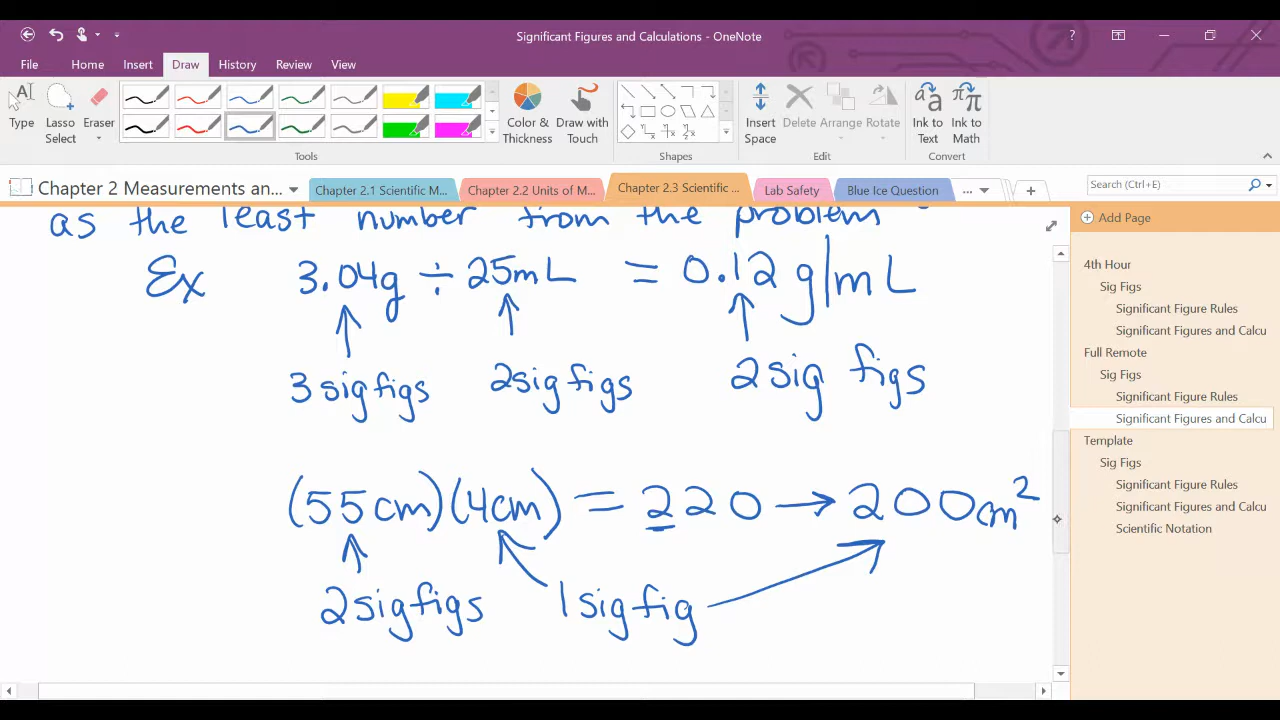 Significant Figures and Calculations - OneNote
File Home Insert Draw History Review View
Type
Lasso Select
Eraser
Color & Thickness
Draw with Touch
Insert Space
Delete
Arrange
Rotate
Ink to Text
Ink to Math
Tools
Shapes
Edit
Convert
Chapter 2 Measurements an...
Chapter 2.1 Scientific M...
Chapter 2.2 Units of M...
Chapter 2.3 Scientific ...
Lab Safety
Blue Ice Question
...
Search (Ctrl+E)
as the least number from the problem
Ex 3.04g ÷ 25mL = 0.12 g/mL
3 sig figs 2 sig figs 2 sig figs
(55cm)(4cm) = 220 → 200cm²
2 sig figs 1 sig fig
Add Page
4th Hour
Sig Figs
Significant Figure Rules
Significant Figures and Calcu
Full Remote
Sig Figs
Significant Figure Rules
Significant Figures and Calcu
Template
Sig Figs
Significant Figure Rules
Significant Figures and Calcu
Scientific Notation